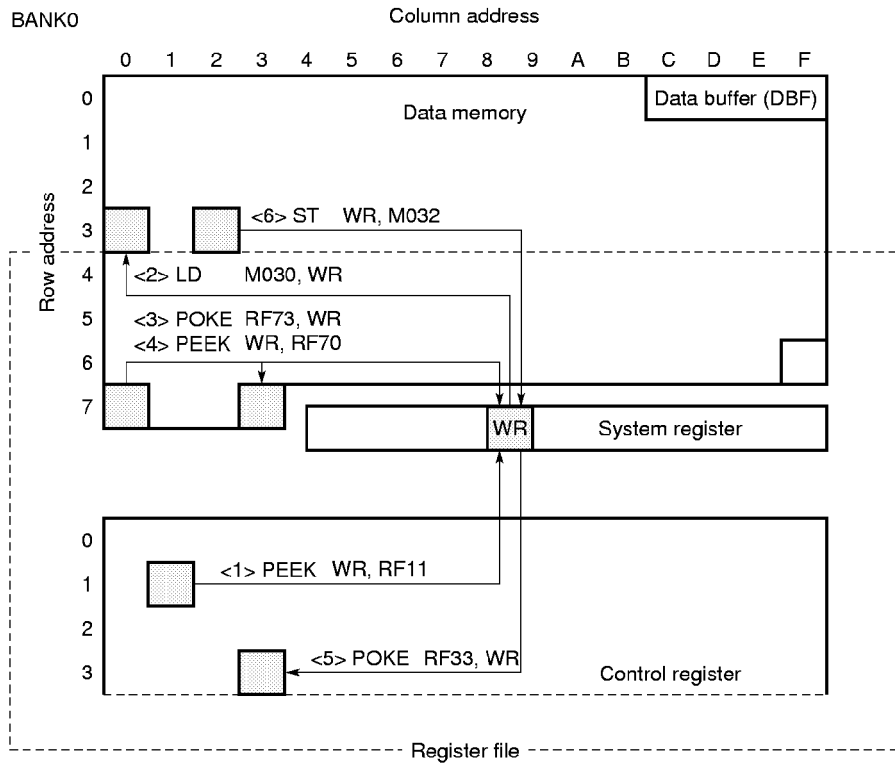 BANK0
Column address
0 1 2 3 4 5 6 7 8 9 A B C D E F
Row address
0
Data memory
Data buffer (DBF)
1
2
3
<6> ST WR, M032
4
<2> LD M030, WR
5
<3> POKE RF73, WR
<4> PEEK WR, RF70
6
7
WR
System register
0
1
<1> PEEK WR, RF11
2
3
<5> POKE RF33, WR
Control register
Register file